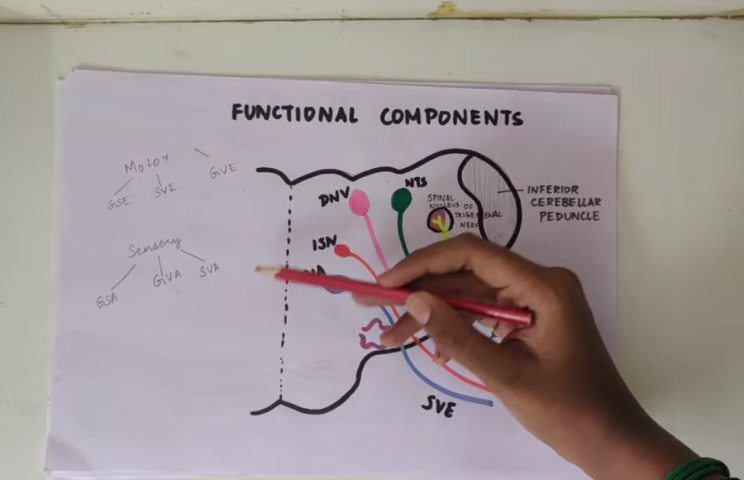 FUNCTIONAL COMPONENTS
Motor
GSE SVE GVE
Sensory
GSA GVA SVA
DNV
NTS
SPINAL
NUCLEUS OF
TRIGEMENAL
NERV
ISN
INFERIOR
CEREBELLAR
PEDUNCLE
SVE